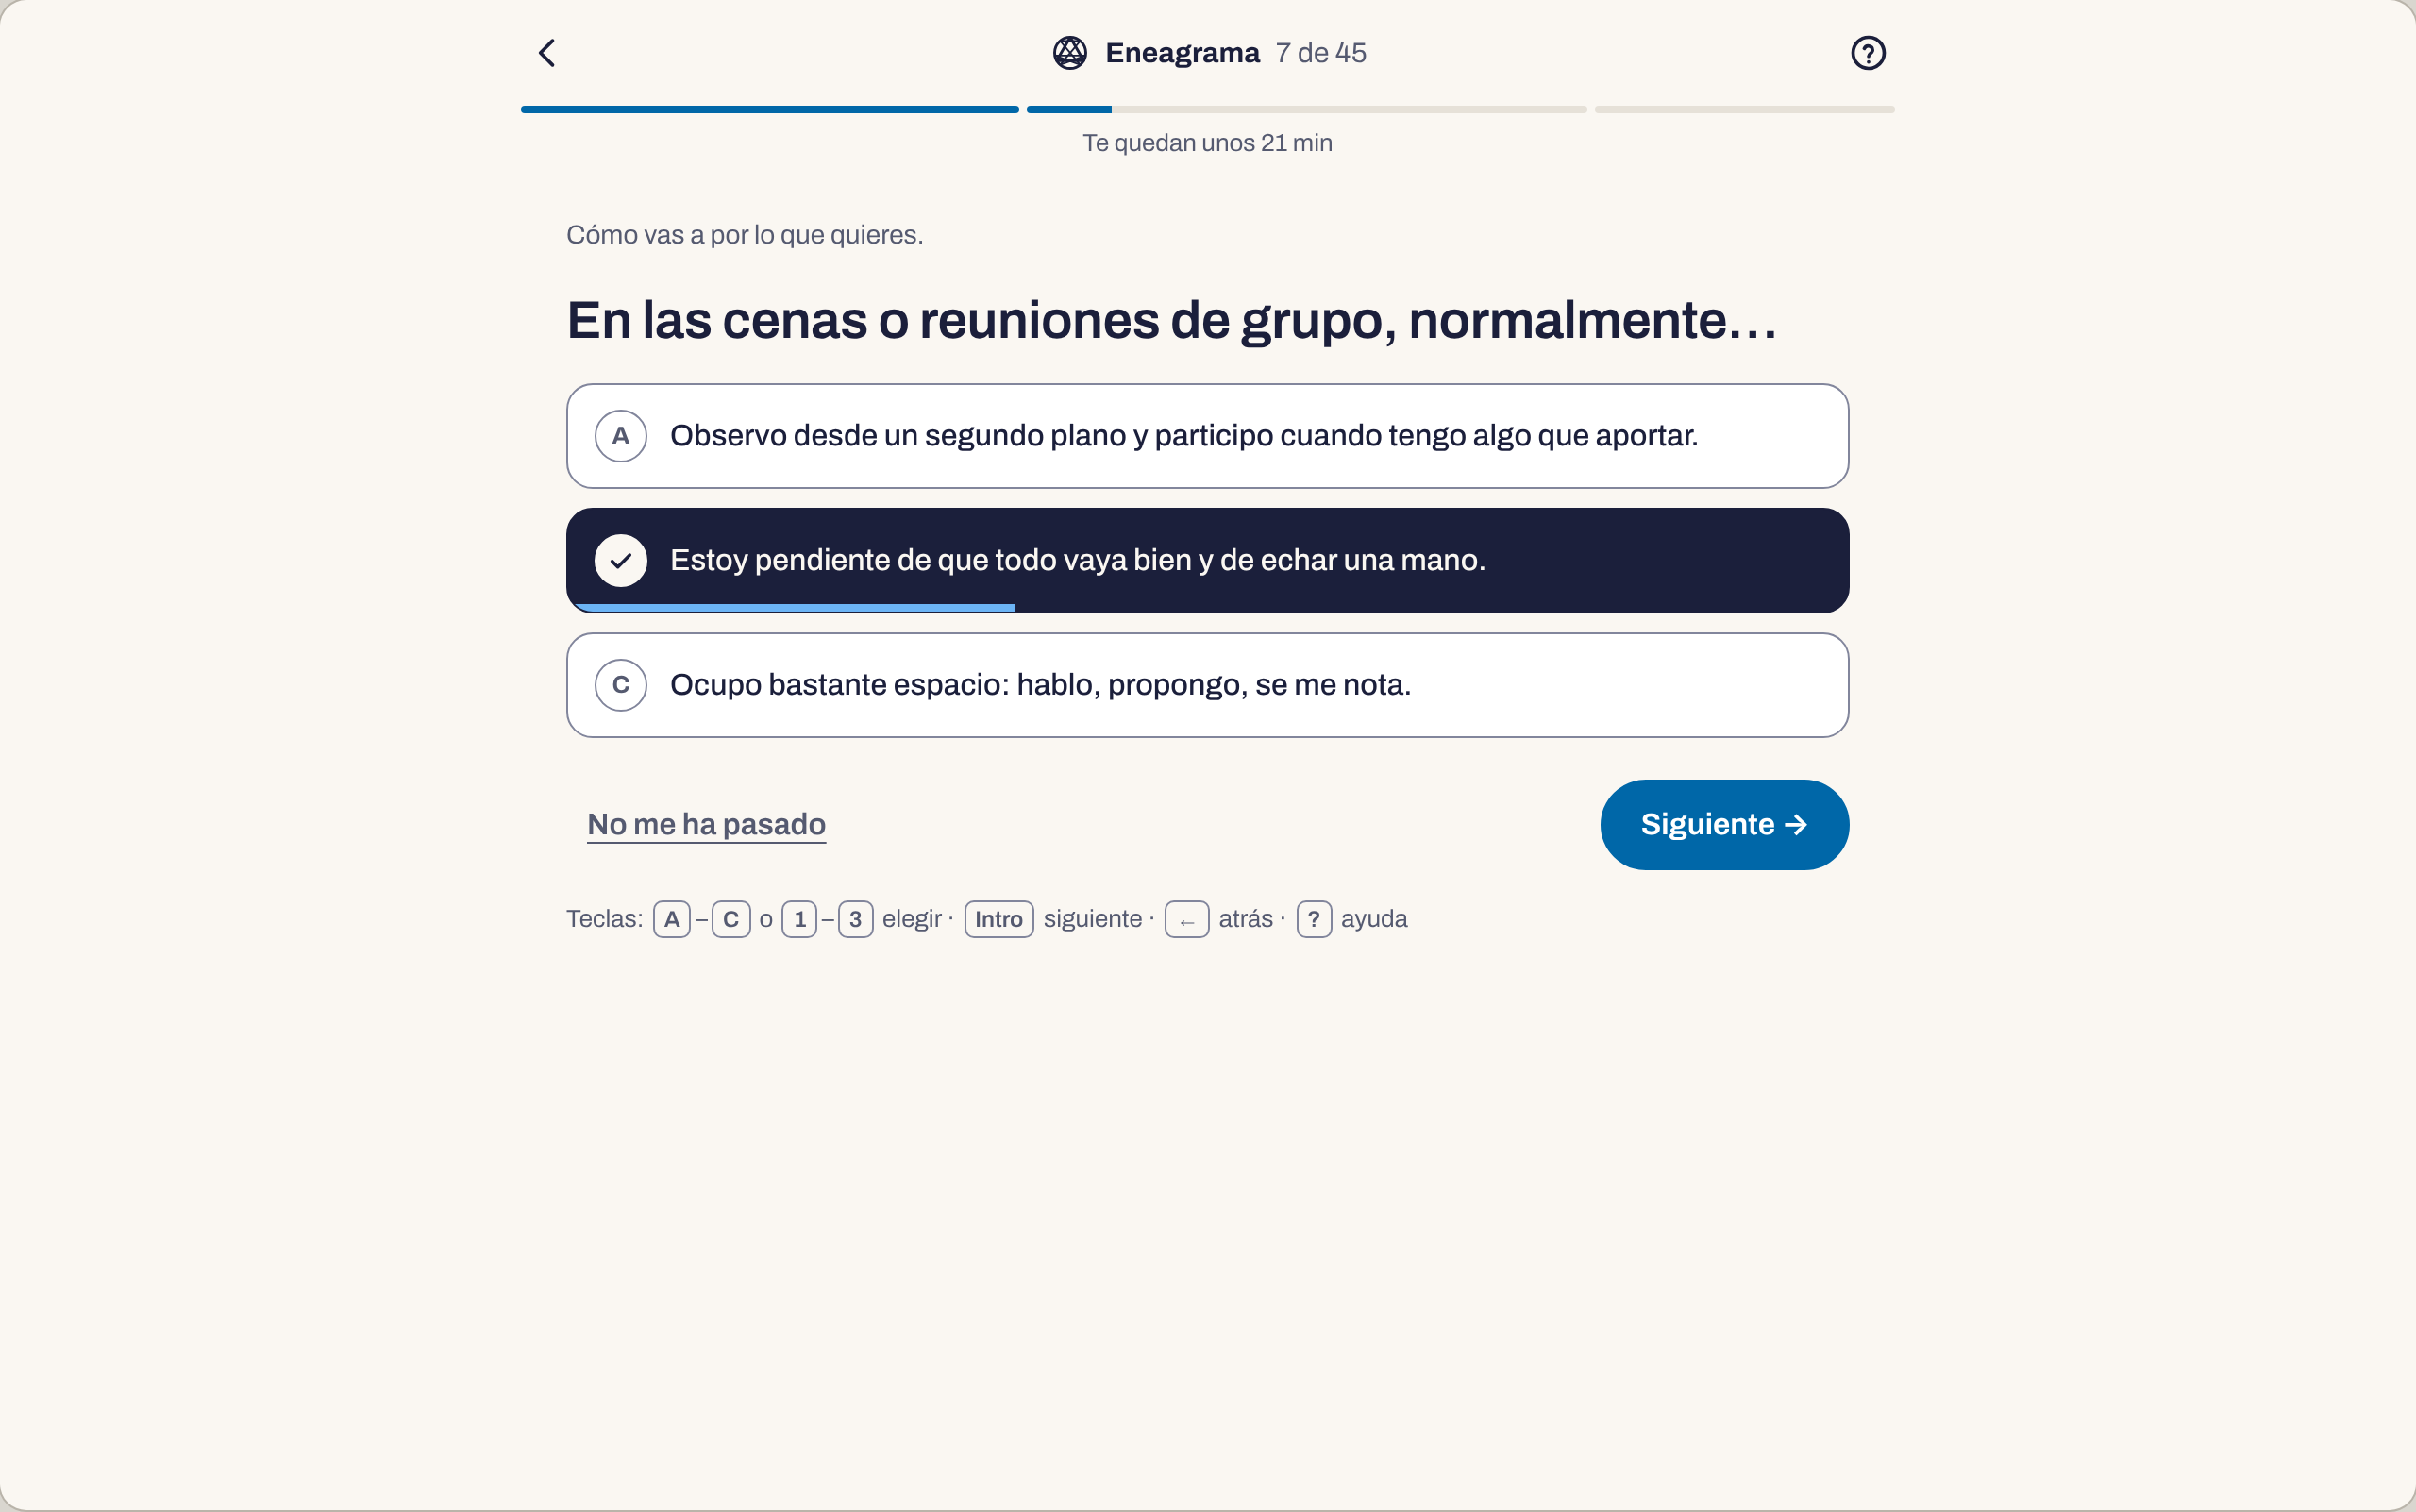 Eneagrama 7 de 45
Te quedan unos 21 min
Cómo vas a por lo que quieres.
En las cenas o reuniones de grupo, normalmente…
A Observo desde un segundo plano y participo cuando tengo algo que aportar.
Estoy pendiente de que todo vaya bien y de echar una mano.
C Ocupo bastante espacio: hablo, propongo, se me nota.
No me ha pasado
Siguiente →
Teclas: A – C o 1 – 3 elegir · Intro siguiente · ← atrás · ? ayuda